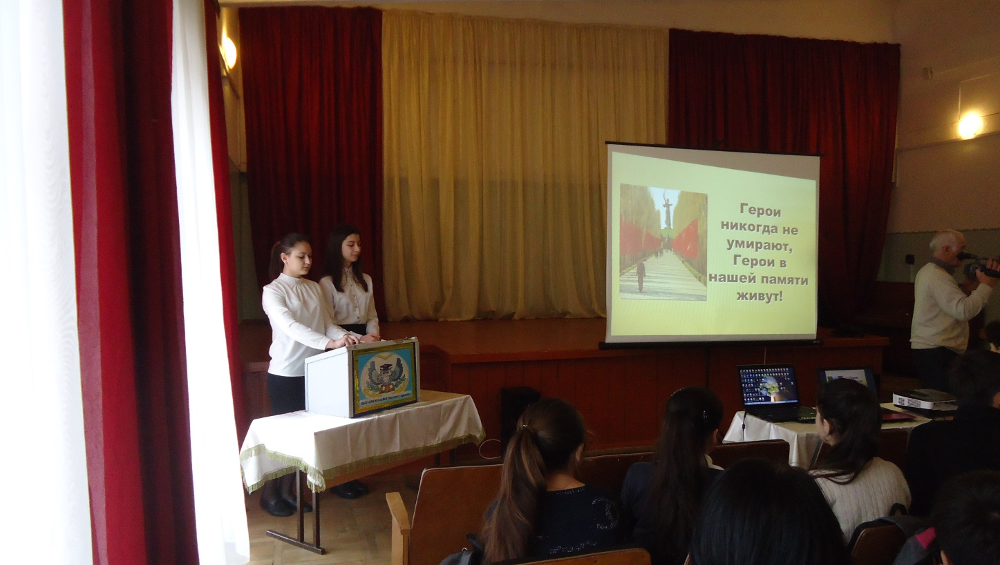 Герои
никогда не
умирают,
Герои в
нашей памяти
живут!